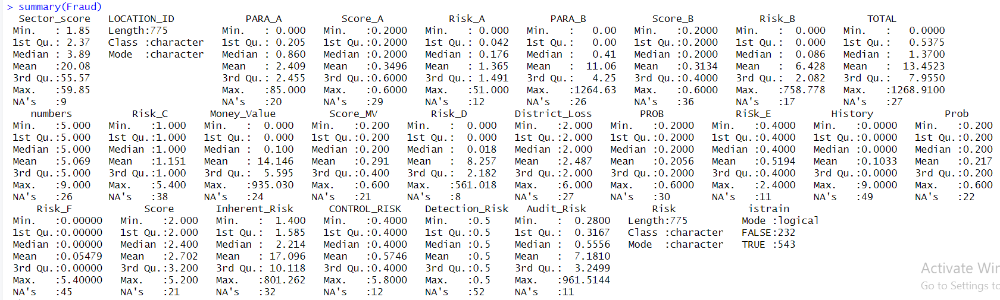 > summary(Fraud)
Sector_score LOCATION_ID PARA_A Score_A Risk_A PARA_B Score_B Risk_B TOTAL
Min. : 1.85 Length:775 Min. : 0.000 Min. :0.2000 Min. : 0.000 Min. : 0.00 Min. :0.2000 Min. : 0.000 Min. : 0.0000
1st Qu.: 2.37 Class :character 1st Qu.: 0.205 1st Qu.:0.2000 1st Qu.: 0.042 1st Qu.: 0.00 1st Qu.:0.2000 1st Qu.: 0.000 1st Qu.: 0.5375
Median : 3.89 Mode :character Median : 0.860 Median :0.2000 Median : 0.176 Median : 0.41 Median :0.2000 Median : 0.086 Median : 1.3700
Mean :20.08 Mean : 2.409 Mean :0.3496 Mean : 1.365 Mean : 11.06 Mean :0.3134 Mean : 6.428 Mean : 13.4523
3rd Qu.:55.57 3rd Qu.: 2.455 3rd Qu.:0.6000 3rd Qu.: 1.491 3rd Qu.: 4.25 3rd Qu.:0.4000 3rd Qu.: 2.082 3rd Qu.: 7.9550
Max. :59.85 Max. :85.000 Max. :0.6000 Max. :51.000 Max. :1264.63 Max. :0.6000 Max. :758.778 Max. :1268.9100
NA's :9 NA's :20 NA's :29 NA's :12 NA's :26 NA's :36 NA's :17 NA's :27
numbers Risk_C Money_Value Score_MV Risk_D District_Loss PROB RiSk_E History Prob
Min. :5.000 Min. :1.000 Min. : 0.000 Min. :0.200 Min. : 0.000 Min. :2.000 Min. :0.2000 Min. :0.4000 Min. :0.0000 Min. :0.200
1st Qu.:5.000 1st Qu.:1.000 1st Qu.: 0.000 1st Qu.:0.200 1st Qu.: 0.000 1st Qu.:2.000 1st Qu.:0.2000 1st Qu.:0.4000 1st Qu.:0.0000 1st Qu.:0.200
Median :5.000 Median :1.000 Median : 0.100 Median :0.200 Median : 0.018 Median :2.000 Median :0.2000 Median :0.4000 Median :0.0000 Median :0.200
Mean :5.069 Mean :1.151 Mean : 14.146 Mean :0.291 Mean : 8.257 Mean :2.487 Mean :0.2056 Mean :0.5194 Mean :0.1033 Mean :0.217
3rd Qu.:5.000 3rd Qu.:1.000 3rd Qu.: 5.595 3rd Qu.:0.400 3rd Qu.: 2.182 3rd Qu.:2.000 3rd Qu.:0.2000 3rd Qu.:0.4000 3rd Qu.:0.0000 3rd Qu.:0.200
Max. :9.000 Max. :5.400 Max. :935.030 Max. :0.600 Max. :561.018 Max. :6.000 Max. :0.6000 Max. :2.4000 Max. :9.0000 Max. :0.600
NA's :26 NA's :38 NA's :24 NA's :21 NA's :8 NA's :27 NA's :30 NA's :11 NA's :49 NA's :22
Risk_F Score Inherent_Risk CONTROL_RISK Detection_Risk Audit_Risk Risk istrain
Min. :0.00000 Min. :2.000 Min. : 1.400 Min. :0.4000 Min. :0.5 Min. : 0.2800 Length:775 Mode :logical
1st Qu.:0.00000 1st Qu.:2.000 1st Qu.: 1.585 1st Qu.:0.4000 1st Qu.:0.5 1st Qu.: 0.3167 Class :character FALSE:232
Median :0.00000 Median :2.400 Median : 2.214 Median :0.4000 Median :0.5 Median : 0.5556 Mode :character TRUE :543
Mean :0.05479 Mean :2.702 Mean : 17.096 Mean :0.5746 Mean :0.5 Mean : 7.1810
3rd Qu.:0.00000 3rd Qu.:3.200 3rd Qu.: 10.118 3rd Qu.:0.4000 3rd Qu.:0.5 3rd Qu.: 3.2499
Max. :5.40000 Max. :5.200 Max. :801.262 Max. :5.8000 Max. :0.5 Max. :961.5144
NA's :45 NA's :21 NA's :32 NA's :12 NA's :52 NA's :11
Activate Win
Go to Settings to